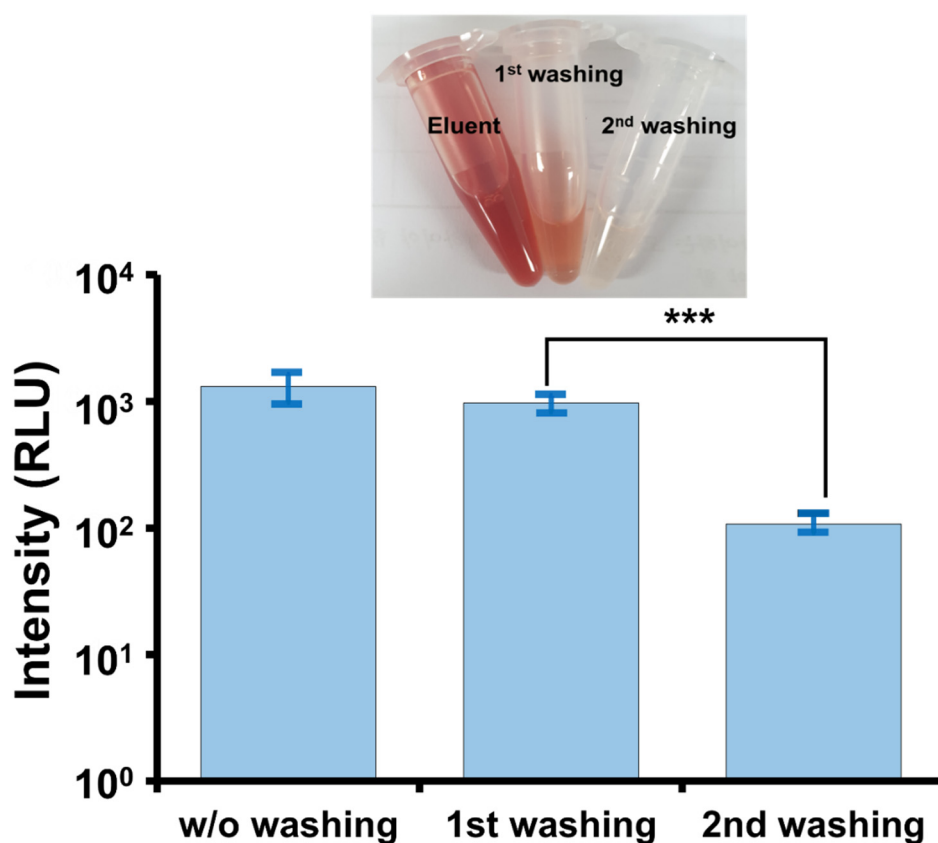 1ˢᵗ washing
Eluent
2ⁿᵈ washing
***
Intensity (RLU)
10⁴
10³
10²
10¹
10⁰
w/o washing 1st washing 2nd washing